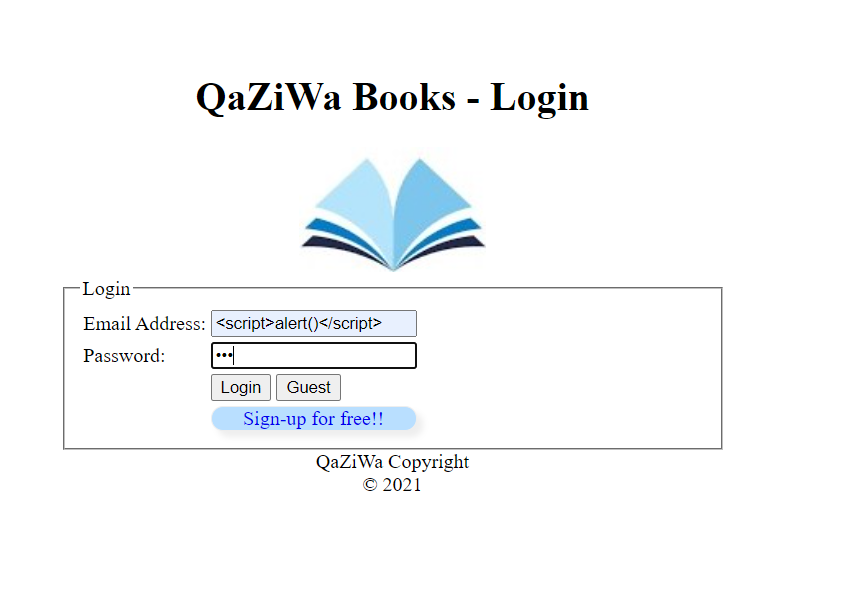 QaZiWa Books - Login
Login
Email Address: <script>alert()</script>
Password: •••
Login Guest
Sign-up for free!!
QaZiWa Copyright
© 2021